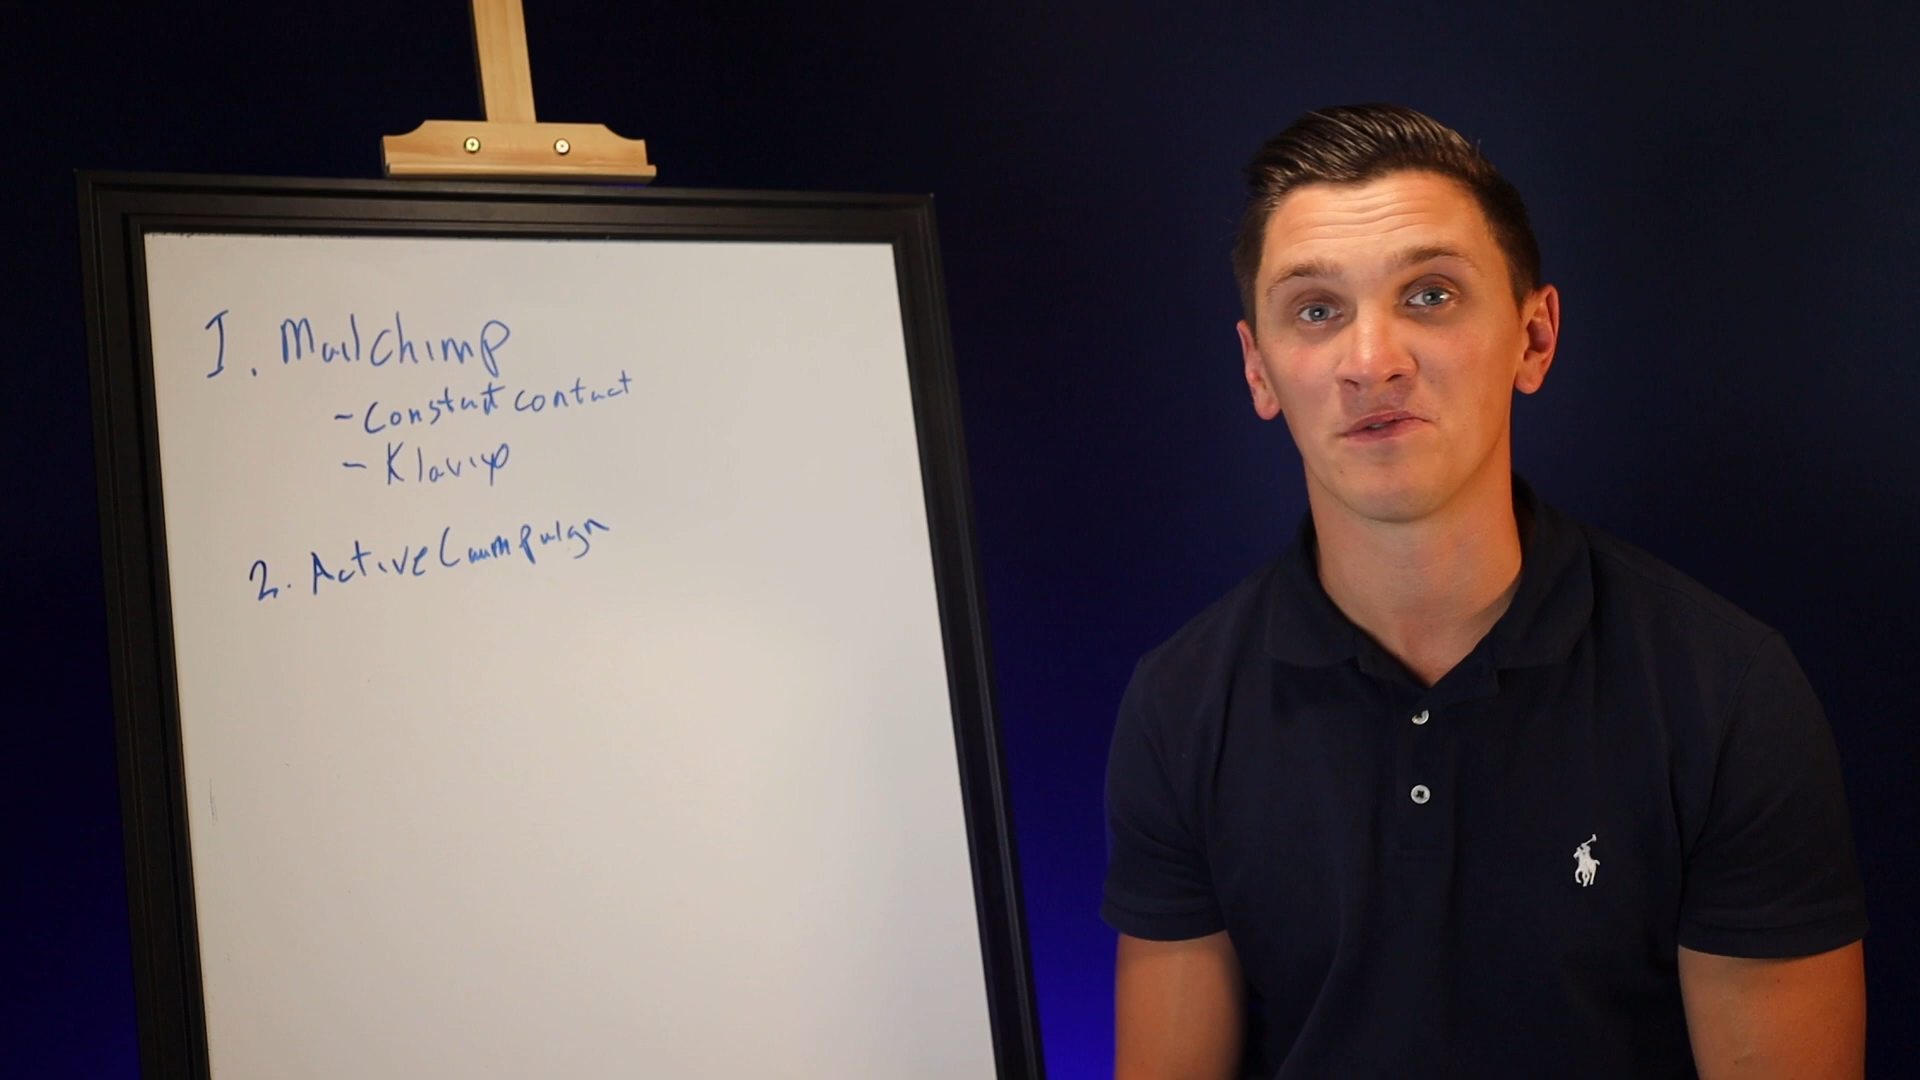 1. Mailchimp
- Constant contact
- Klaviyo
2. ActiveCampaign